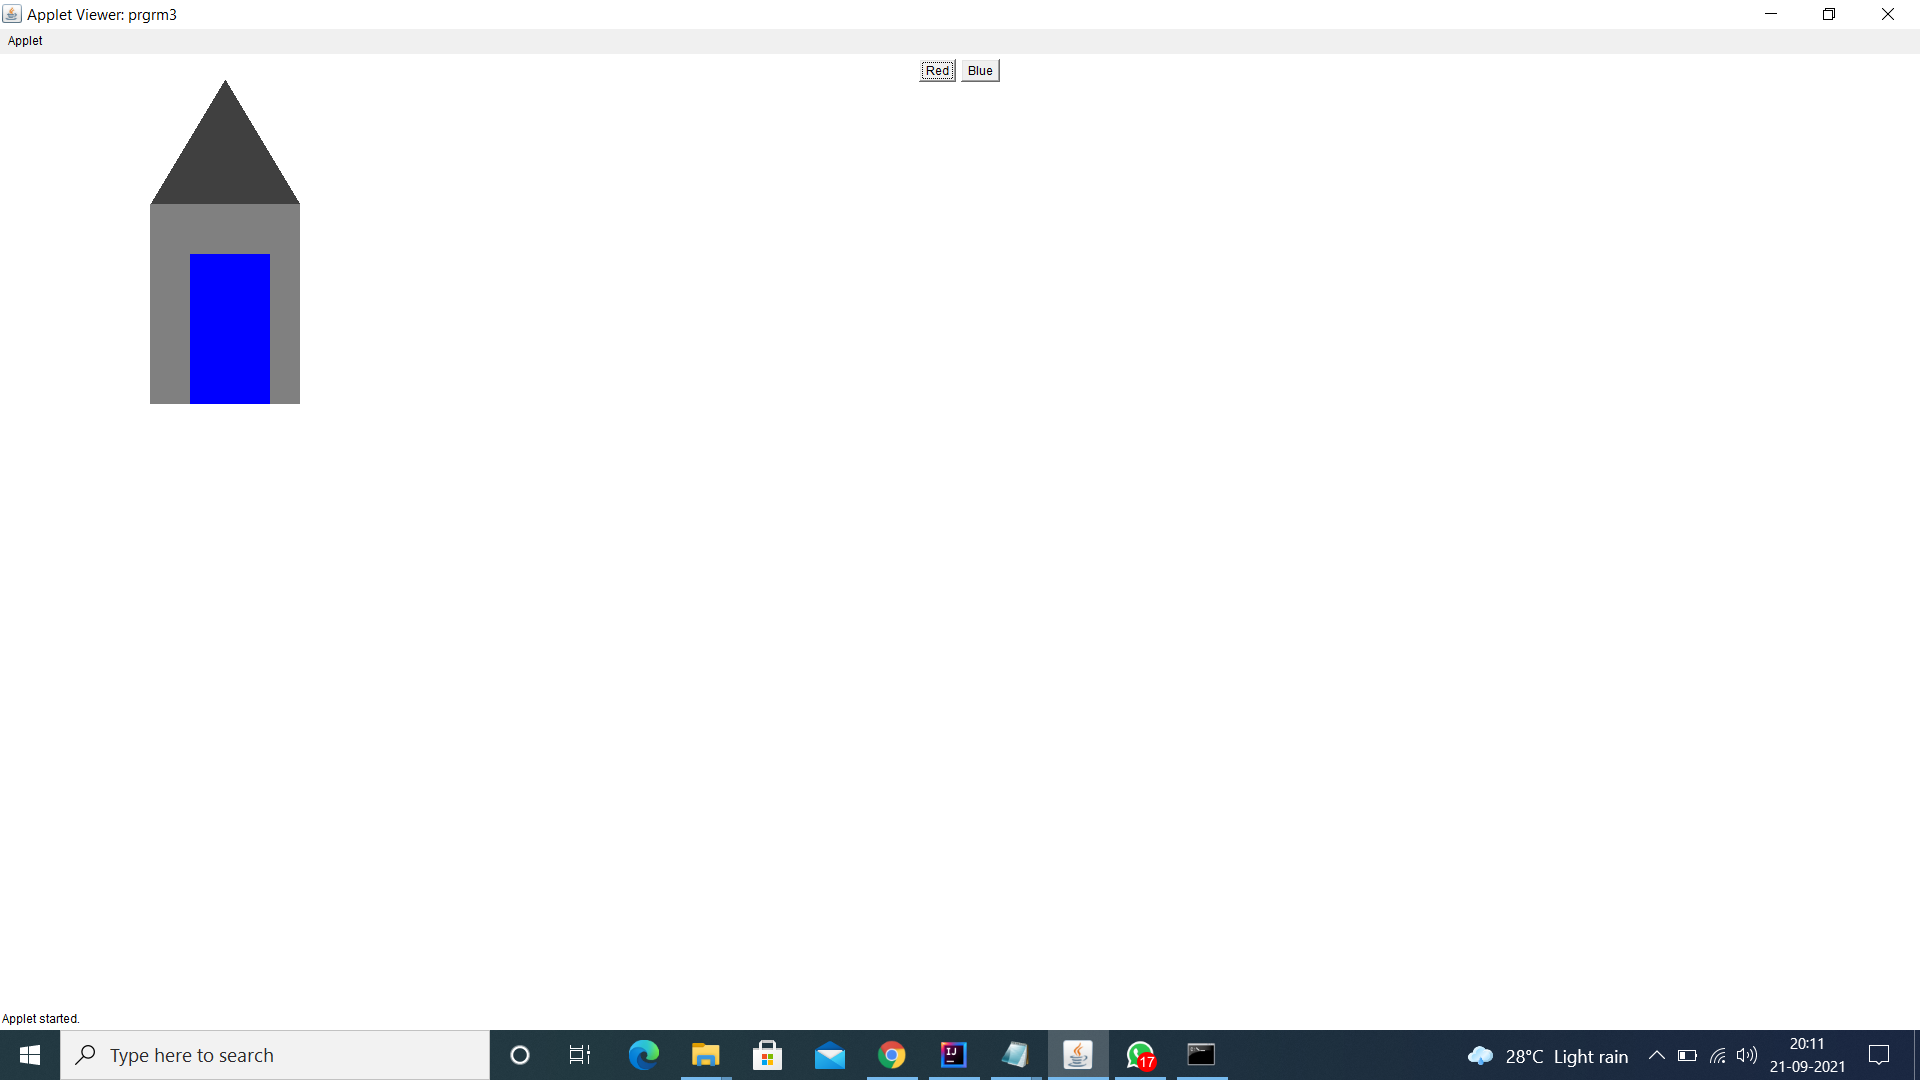 Applet Viewer: prgrm3
Applet
Red Blue
Applet started.
Type here to search
IJ
17
28°C Light rain
20:11
21-09-2021